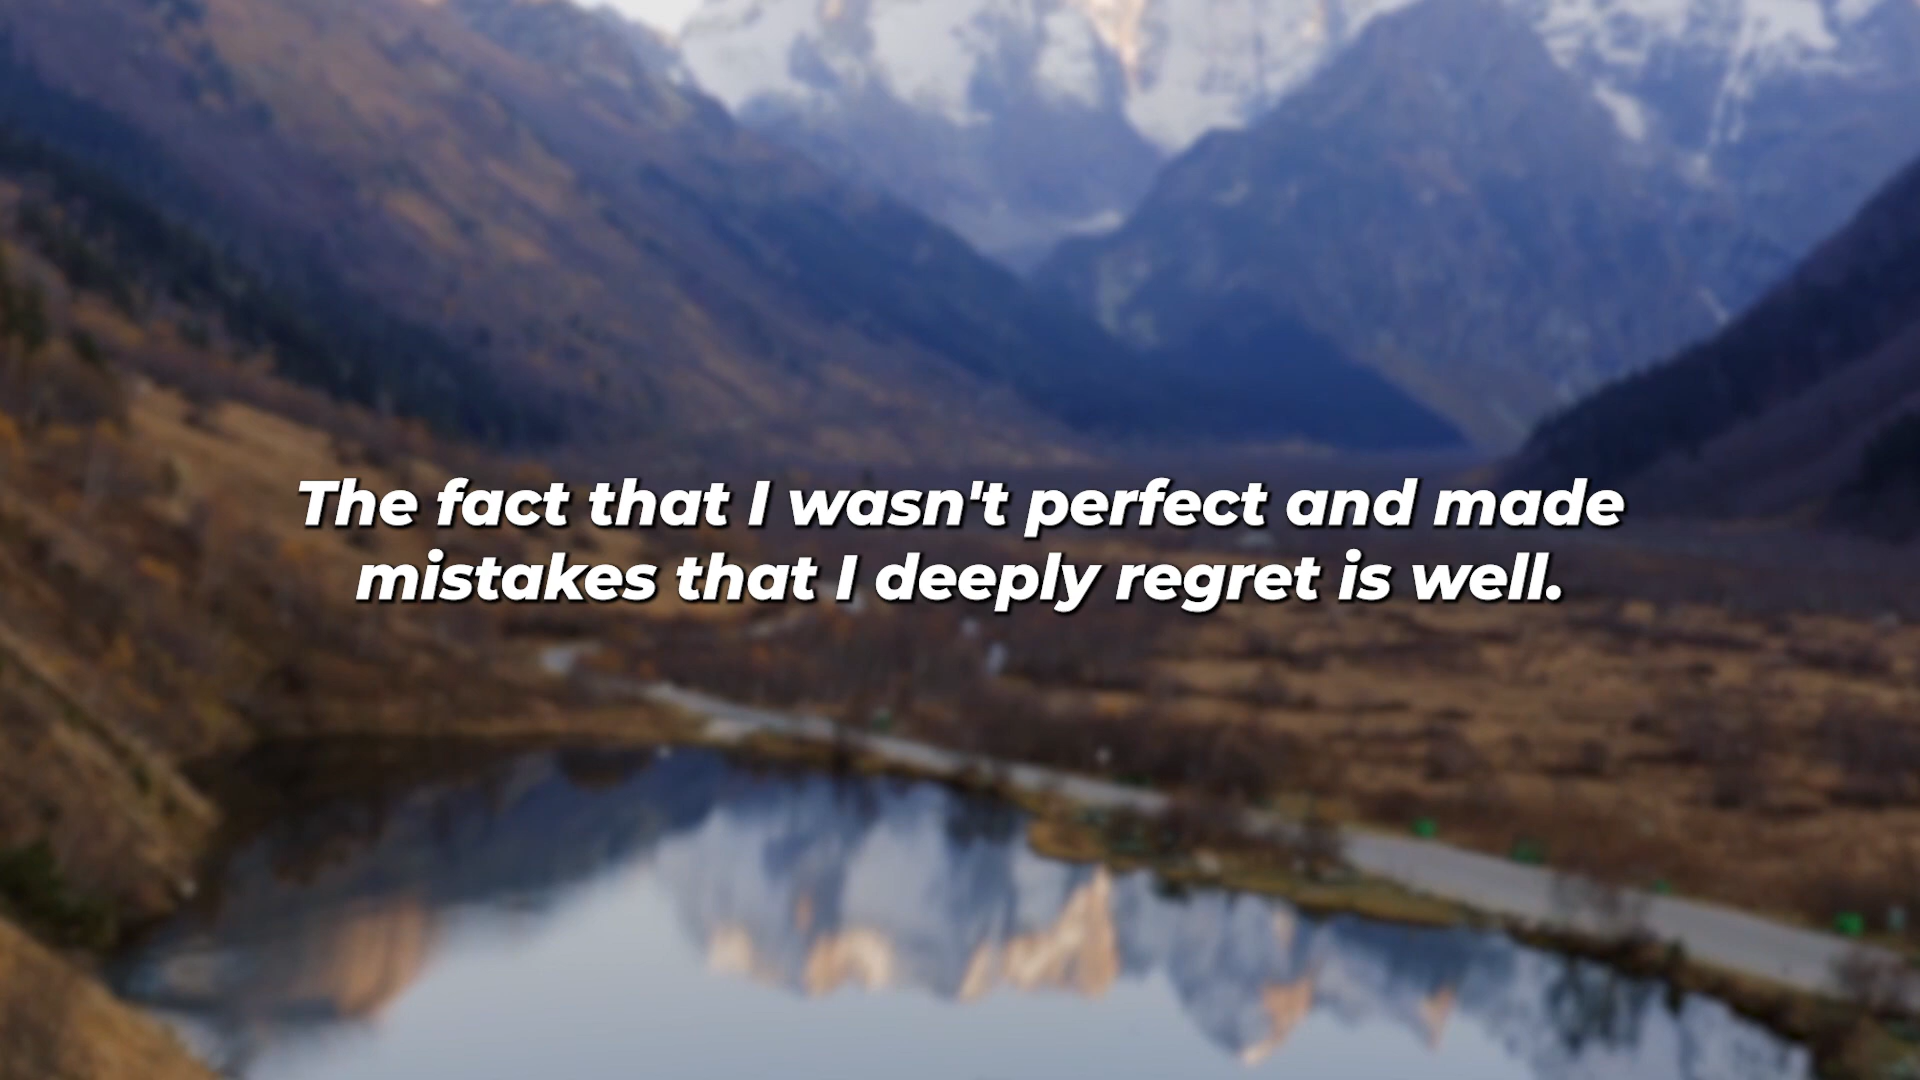 The fact that I wasn't perfect and made
mistakes that I deeply regret is well.